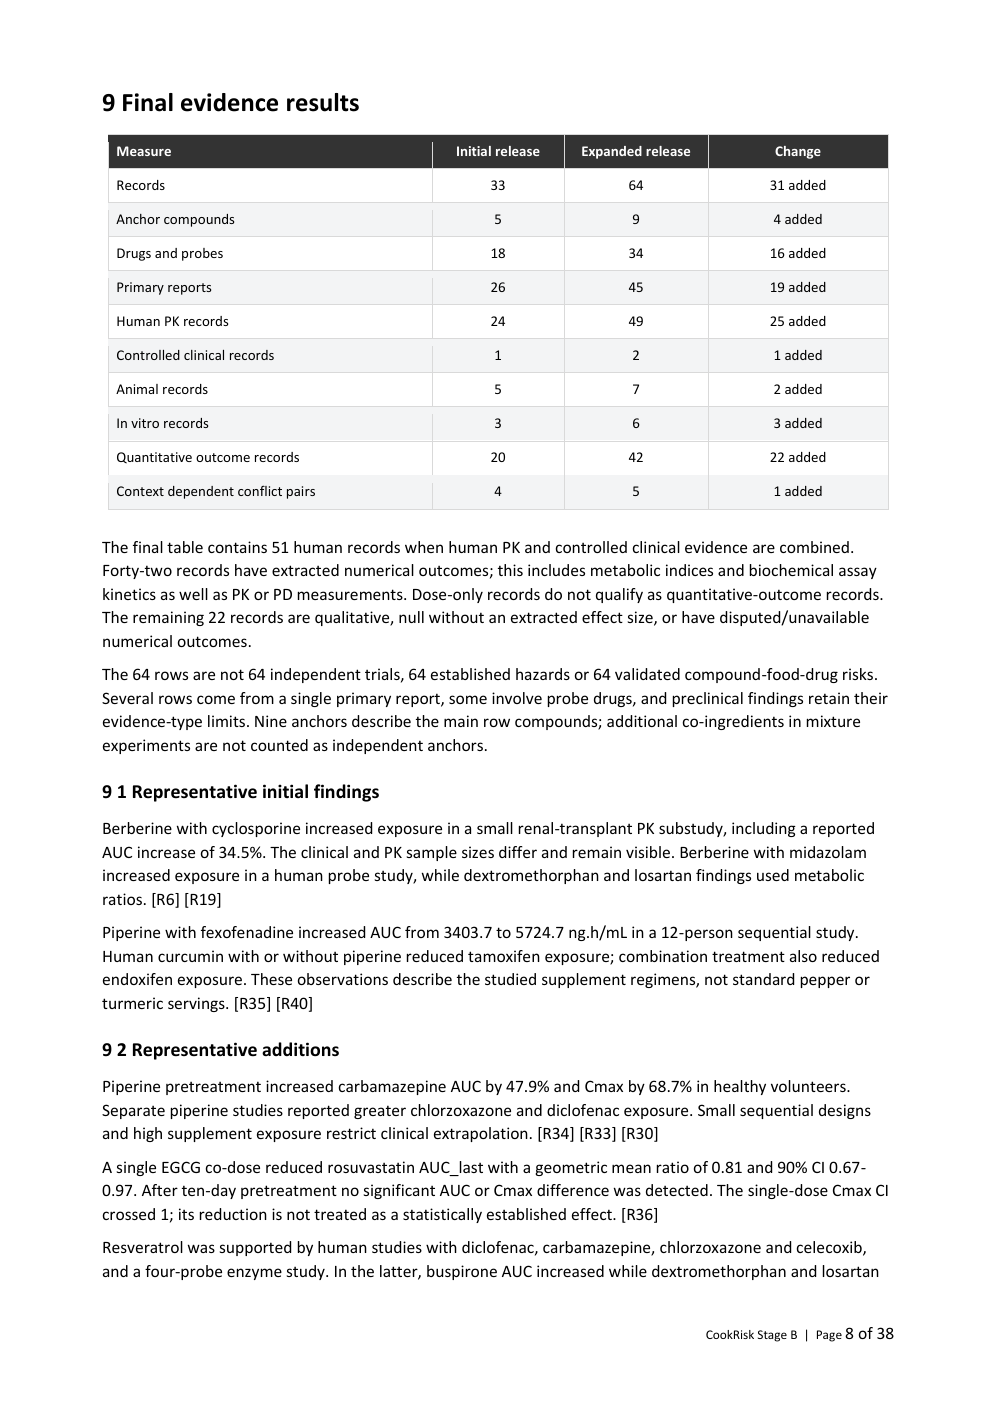 9 Final evidence results
Measure Initial release Expanded release Change
Records 33 64 31 added
Anchor compounds 5 9 4 added
Drugs and probes 18 34 16 added
Primary reports 26 45 19 added
Human PK records 24 49 25 added
Controlled clinical records 1 2 1 added
Animal records 5 7 2 added
In vitro records 3 6 3 added
Quantitative outcome records 20 42 22 added
Context dependent conflict pairs 4 5 1 added
The final table contains 51 human records when human PK and controlled clinical evidence are combined.
Forty-two records have extracted numerical outcomes; this includes metabolic indices and biochemical assay
kinetics as well as PK or PD measurements. Dose-only records do not qualify as quantitative-outcome records.
The remaining 22 records are qualitative, null without an extracted effect size, or have disputed/unavailable
numerical outcomes.
The 64 rows are not 64 independent trials, 64 established hazards or 64 validated compound-food-drug risks.
Several rows come from a single primary report, some involve probe drugs, and preclinical findings retain their
evidence-type limits. Nine anchors describe the main row compounds; additional co-ingredients in mixture
experiments are not counted as independent anchors.
9 1 Representative initial findings
Berberine with cyclosporine increased exposure in a small renal-transplant PK substudy, including a reported
AUC increase of 34.5%. The clinical and PK sample sizes differ and remain visible. Berberine with midazolam
increased exposure in a human probe study, while dextromethorphan and losartan findings used metabolic
ratios. [R6] [R19]
Piperine with fexofenadine increased AUC from 3403.7 to 5724.7 ng.h/mL in a 12-person sequential study.
Human curcumin with or without piperine reduced tamoxifen exposure; combination treatment also reduced
endoxifen exposure. These observations describe the studied supplement regimens, not standard pepper or
turmeric servings. [R35] [R40]
9 2 Representative additions
Piperine pretreatment increased carbamazepine AUC by 47.9% and Cmax by 68.7% in healthy volunteers.
Separate piperine studies reported greater chlorzoxazone and diclofenac exposure. Small sequential designs
and high supplement exposure restrict clinical extrapolation. [R34] [R33] [R30]
A single EGCG co-dose reduced rosuvastatin AUC_last with a geometric mean ratio of 0.81 and 90% CI 0.67-
0.97. After ten-day pretreatment no significant AUC or Cmax difference was detected. The single-dose Cmax CI
crossed 1; its reduction is not treated as a statistically established effect. [R36]
Resveratrol was supported by human studies with diclofenac, carbamazepine, chlorzoxazone and celecoxib,
and a four-probe enzyme study. In the latter, buspirone AUC increased while dextromethorphan and losartan
CookRisk Stage B | Page 8 of 38